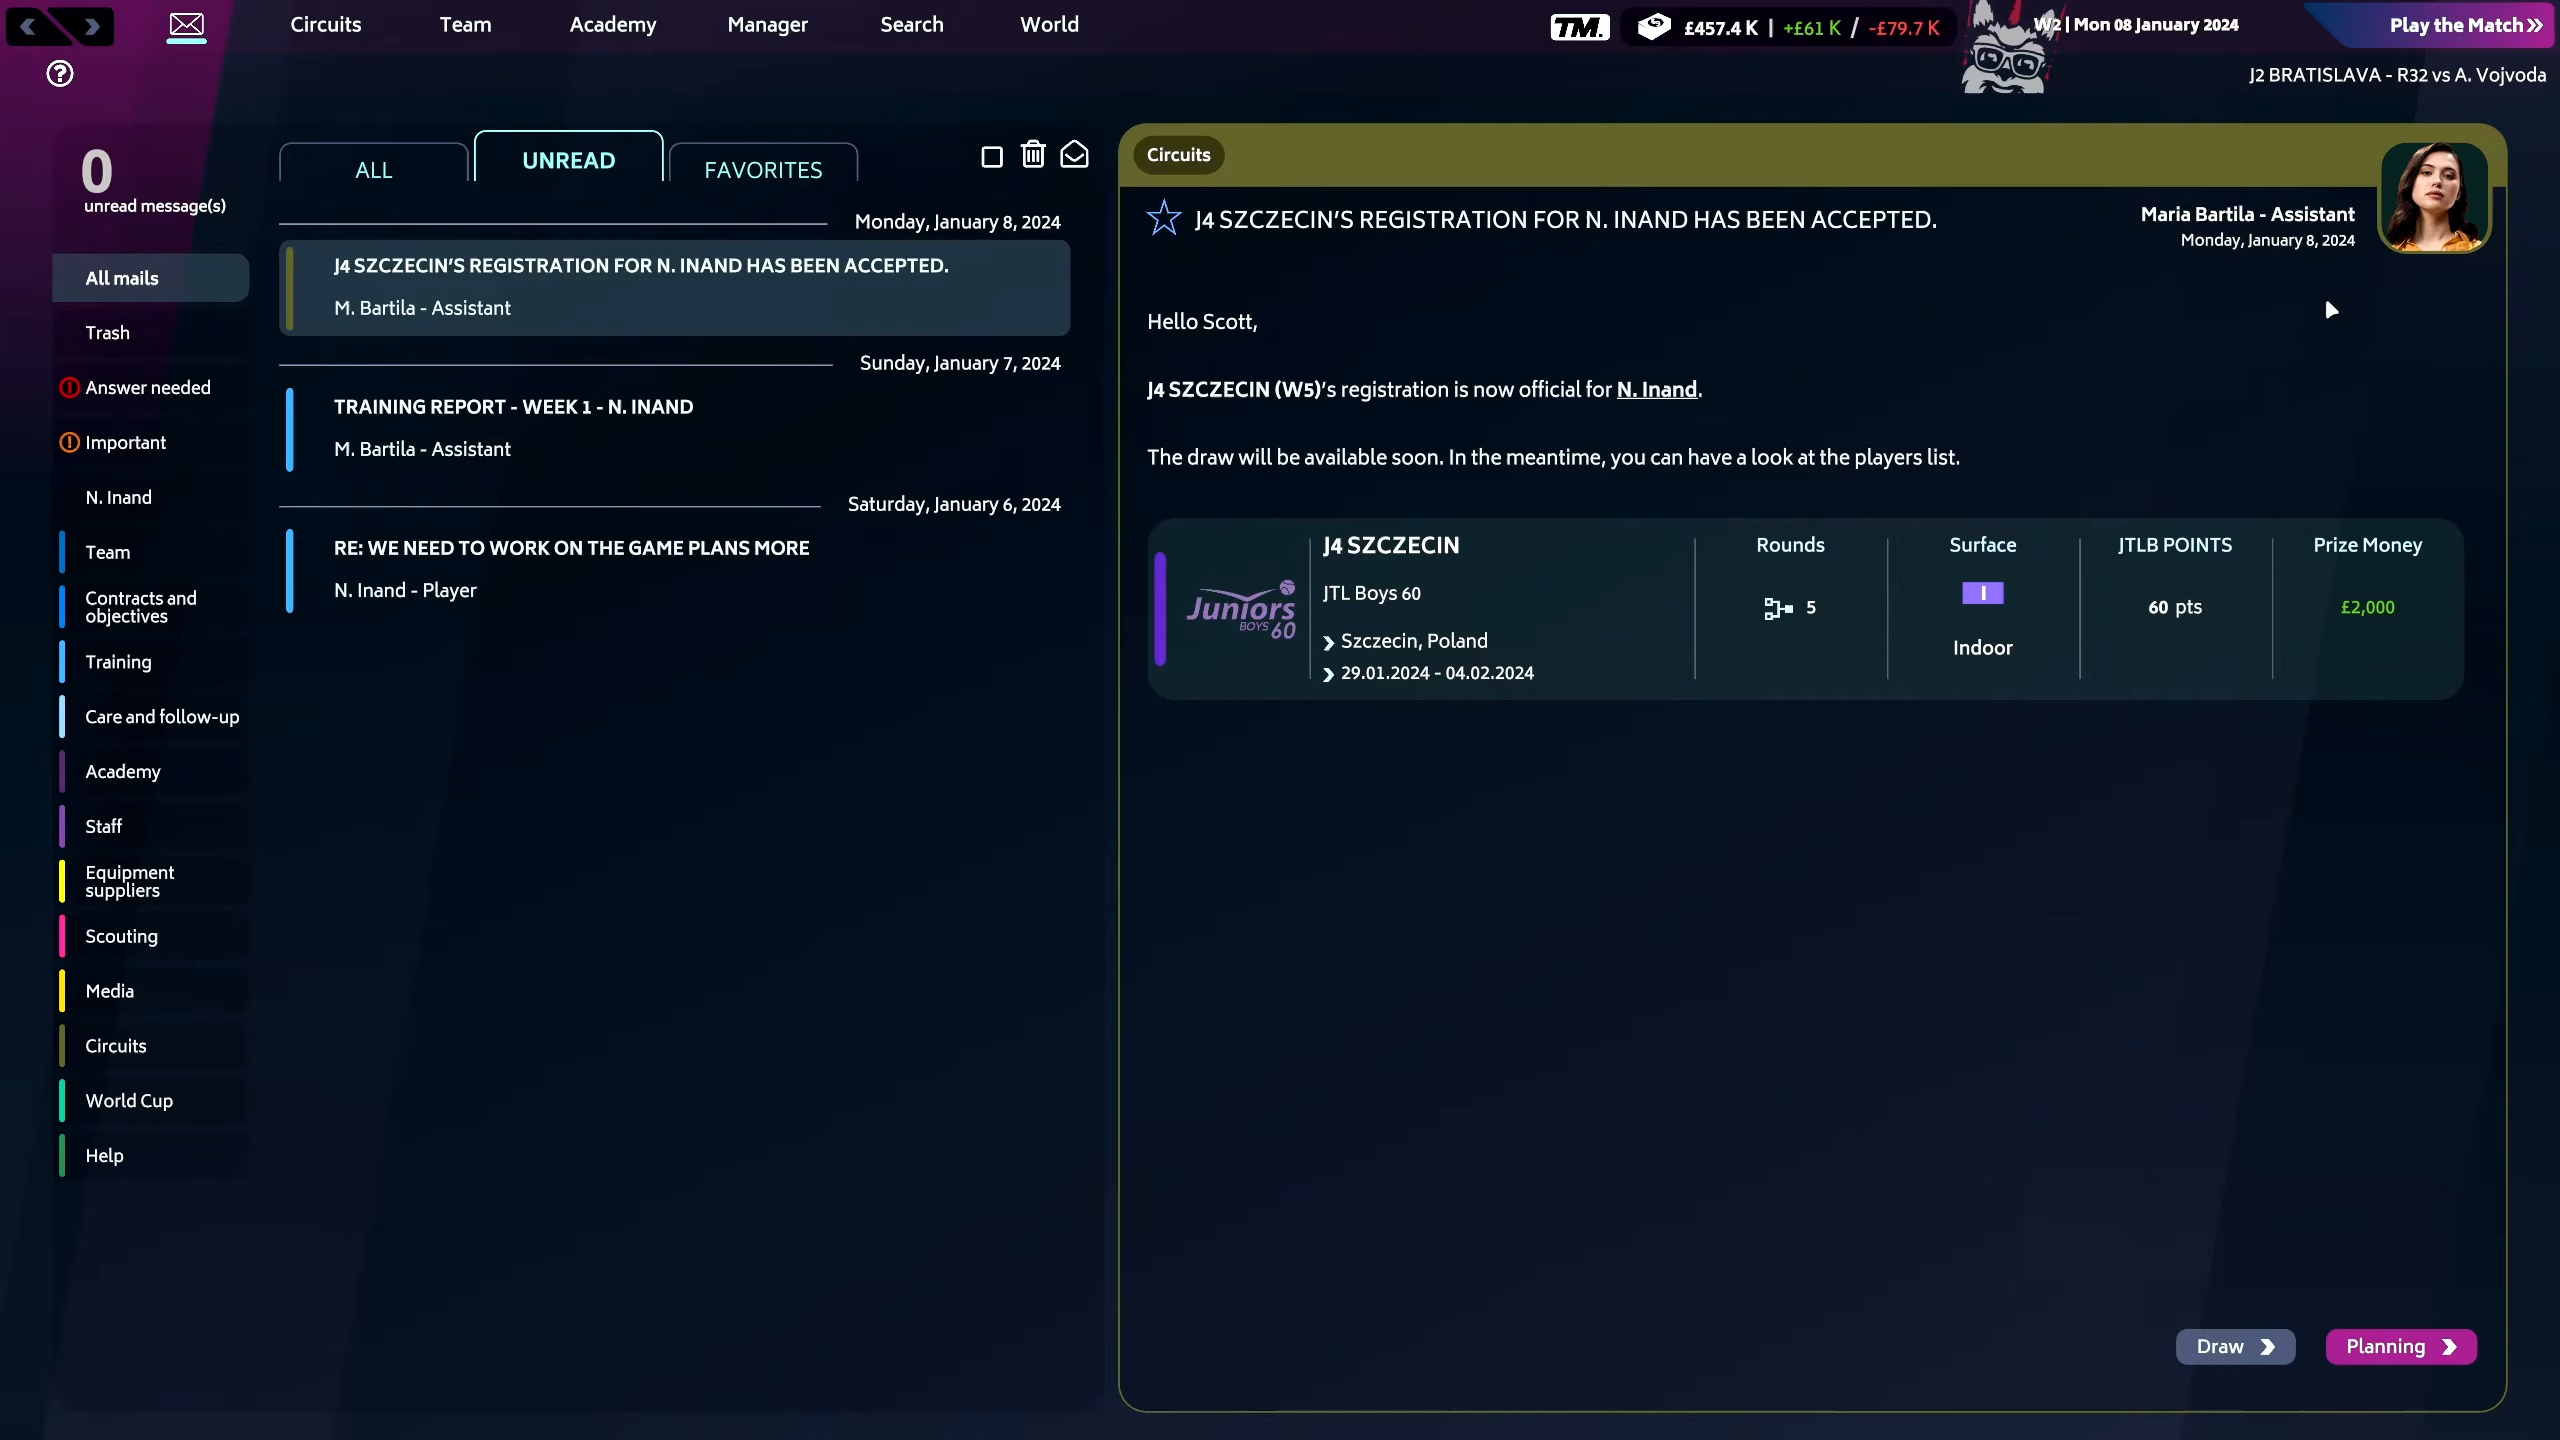 Circuits
Team
Academy
Manager
Search
World
TM.
£457.4 K | +£61 K / -£79.7 K
W2 | Mon 08 January 2024
Play the Match
J2 BRATISLAVA - R32 vs A. Vojvoda
0
unread message(s)
All mails
Trash
Answer needed
Important
N. Inand
Team
Contracts and
objectives
Training
Care and follow-up
Academy
Staff
Equipment
suppliers
Scouting
Media
Circuits
World Cup
Help
ALL
UNREAD
FAVORITES
Monday, January 8, 2024
J4 SZCZECIN'S REGISTRATION FOR N. INAND HAS BEEN ACCEPTED.
M. Bartila - Assistant
Sunday, January 7, 2024
TRAINING REPORT - WEEK 1 - N. INAND
M. Bartila - Assistant
Saturday, January 6, 2024
RE: WE NEED TO WORK ON THE GAME PLANS MORE
N. Inand - Player
Circuits
J4 SZCZECIN'S REGISTRATION FOR N. INAND HAS BEEN ACCEPTED.
Maria Bartila - Assistant
Monday, January 8, 2024
Hello Scott,
J4 SZCZECIN (W5)'s registration is now official for N. Inand.
The draw will be available soon. In the meantime, you can have a look at the players list.
Juniors
BOYS 60
J4 SZCZECIN
JTL Boys 60
Szczecin, Poland
29.01.2024 - 04.02.2024
Rounds
5
Surface
I
Indoor
JTLB POINTS
60 pts
Prize Money
£2,000
Draw
Planning